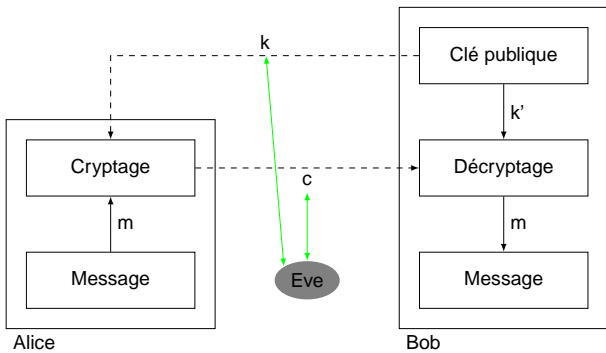 k
Clé publique
k’
Cryptage
c
Décryptage
m
m
Message
Eve
Message
Alice
Bob